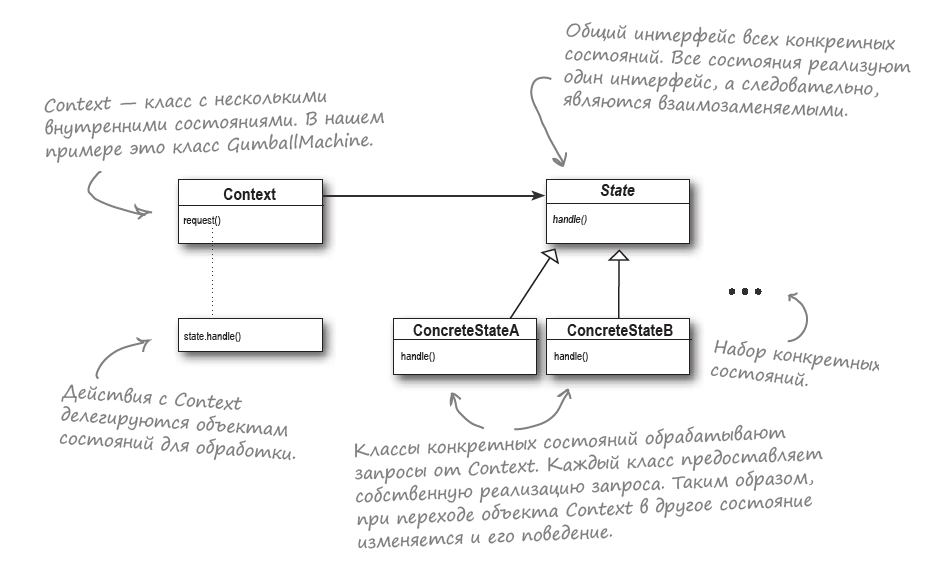 Общий интерфейс всех конкретных
состояний. Все состояния реализуют
один интерфейс, а следовательно,
являются взаимозаменяемыми.
Context — класс с несколькими
внутренними состояниями. В нашем
примере это класс GumballMachine.
Context
request()
State
handle()
state.handle()
ConcreteStateA
handle()
ConcreteStateB
handle()
Набор конкретных
состояний.
Действия с Context
делегируются объектам
состояний для обработки.
Классы конкретных состояний обрабатывают
запросы от Context. Каждый класс предоставляет
собственную реализацию запроса. Таким образом,
при переходе объекта Context в другое состояние
изменяется и его поведение.